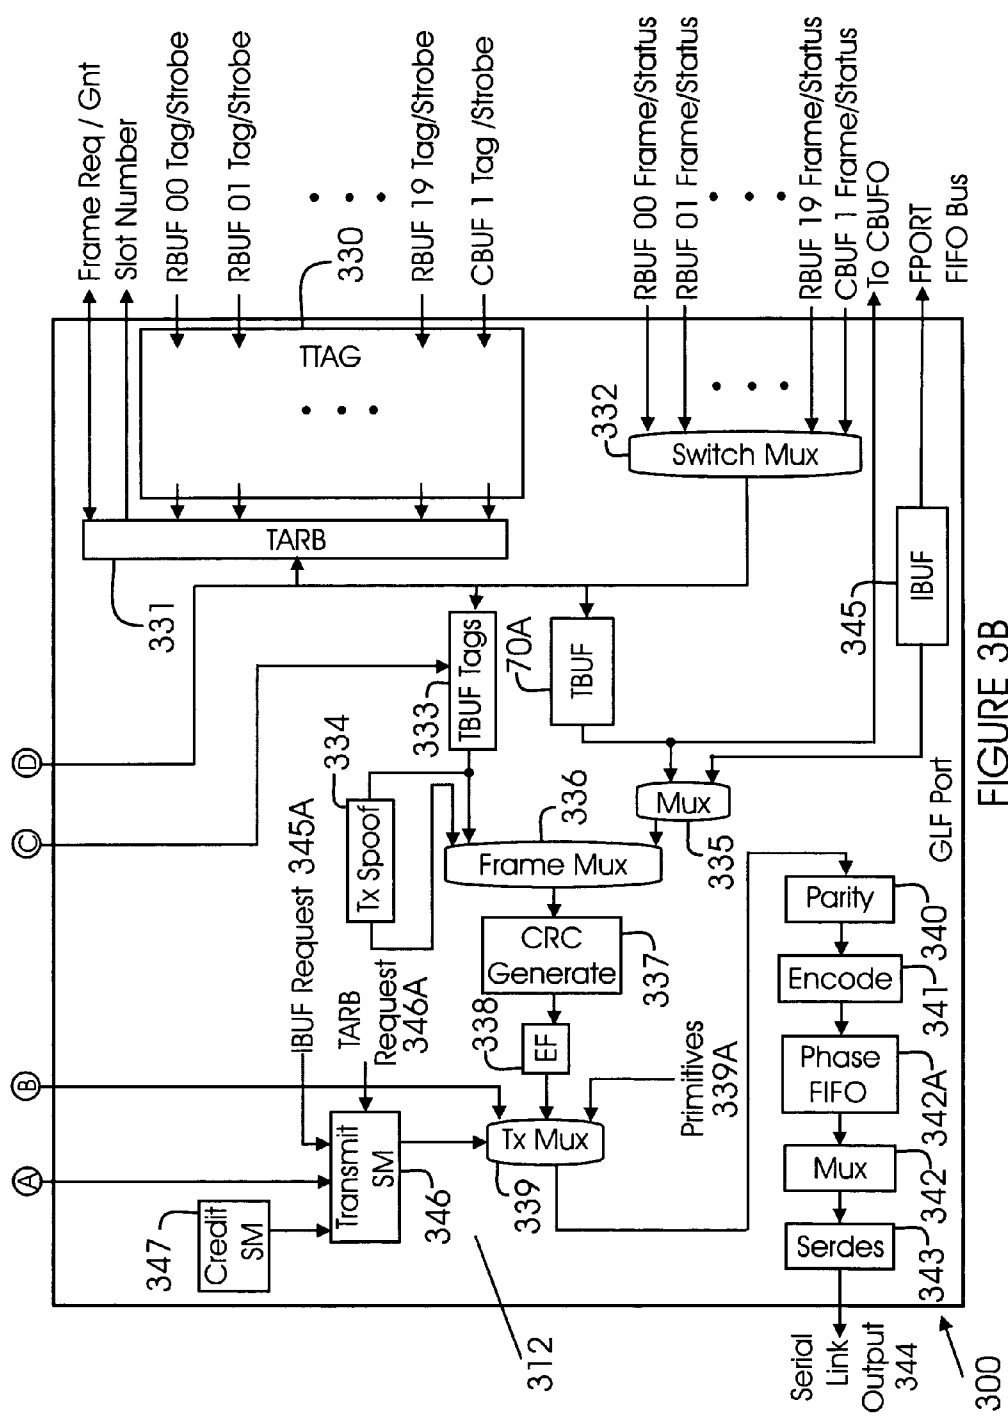 A
B
C
D
Frame Req / Gnt
Slot Number
RBUF 00 Tag/Strobe
RBUF 01 Tag/Strobe
RBUF 19 Tag/Strobe
CBUF 1 Tag /Strobe
330
TTAG
TARB
331
RBUF 00 Frame/Status
RBUF 01 Frame/Status
RBUF 19 Frame/Status
CBUF 1 Frame/Status
To CBUFO
FPORT
FIFO Bus
332
Switch Mux
IBUF
345
TBUF Tags
333
70A
TBUF
334
Tx Spoof
Mux
335
336
Frame Mux
GLF Port
IBUF Request 345A
TARB
Request
346A
CRC
Generate
337
338
EF
Primitives
339A
Tx Mux
339
Transmit
SM
346
347
Credit
SM
312
Parity
340
Encode
341
Phase
FIFO
342A
Mux
342
Serdes
343
Serial
Link
Output
344
300
FIGURE 3B